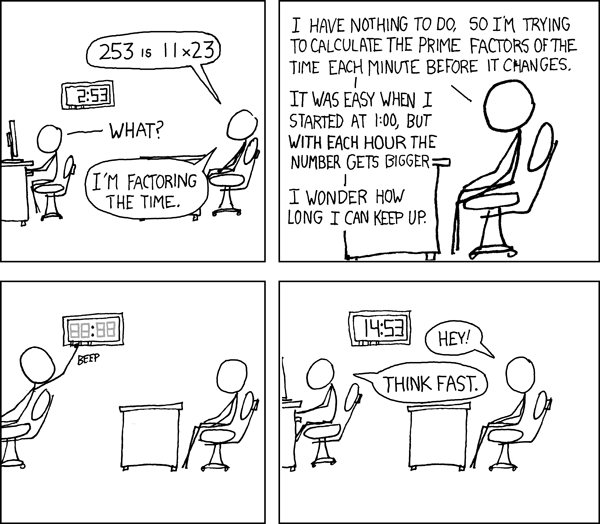 253 IS 11×23
2:53
WHAT?
I'M FACTORING
THE TIME.
I HAVE NOTHING TO DO, SO I'M TRYING
TO CALCULATE THE PRIME FACTORS OF THE
TIME EACH MINUTE BEFORE IT CHANGES.
IT WAS EASY WHEN I
STARTED AT 1:00, BUT
WITH EACH HOUR THE
NUMBER GETS BIGGER
I WONDER HOW
LONG I CAN KEEP UP.
88:88
BEEP
14:53
HEY!
THINK FAST.